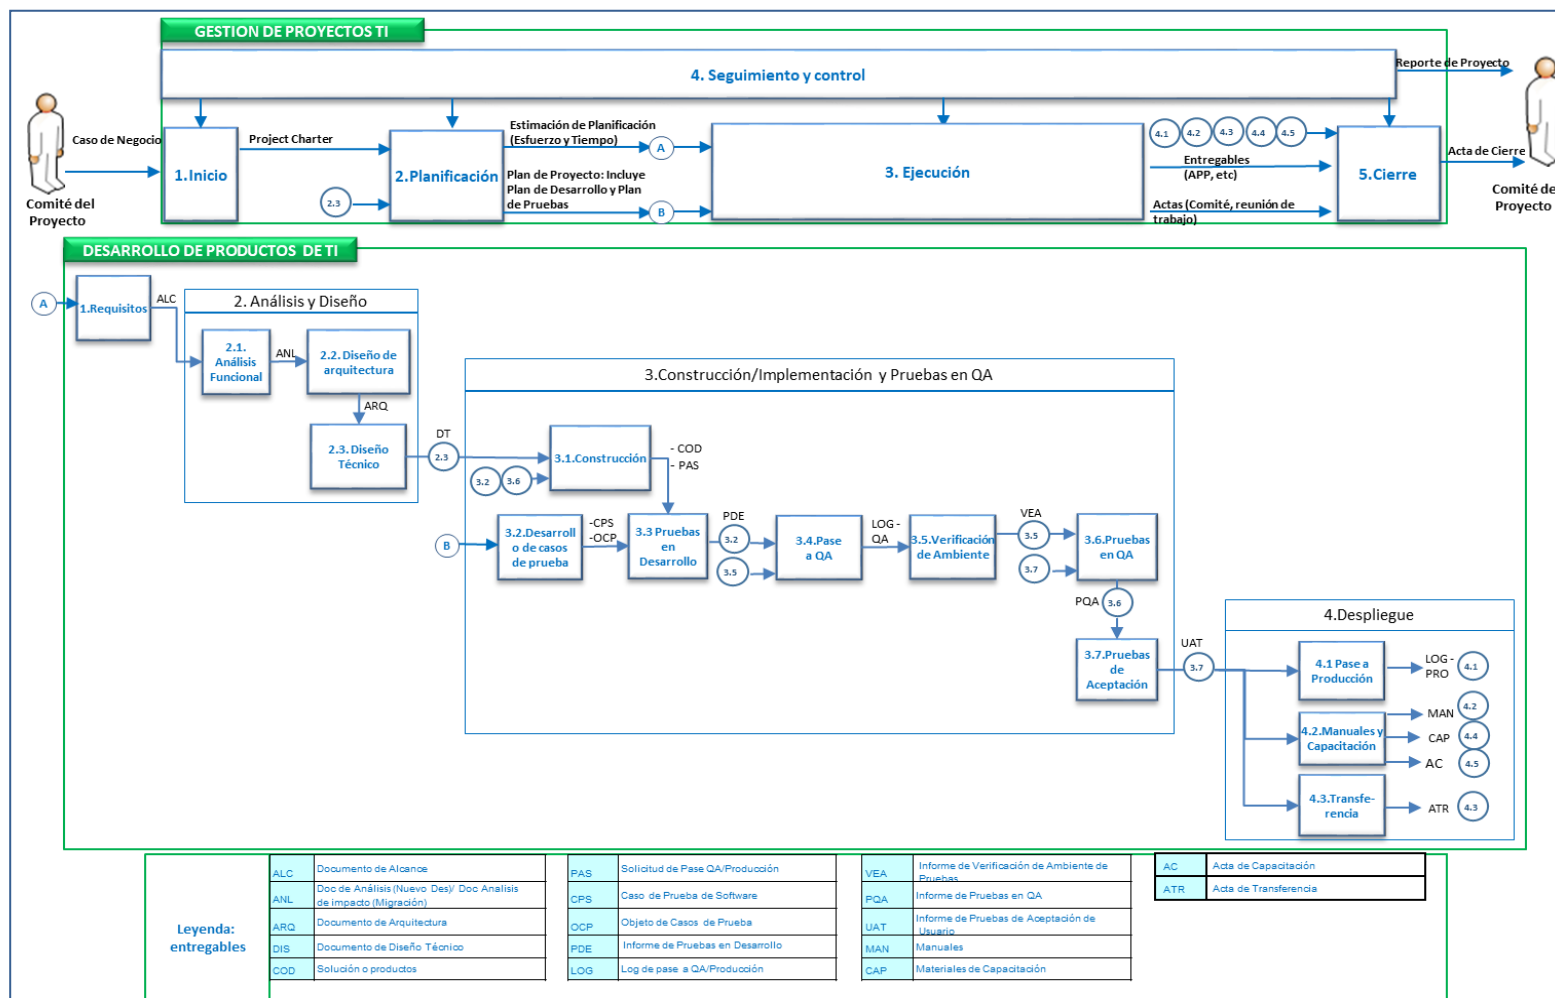 GESTION DE PROYECTOS TI
4. Seguimiento y control
Reporte de Proyecto
Caso de Negocio
Comité del
Proyecto
1.Inicio
Project Charter
2.3
2.Planificación
Estimación de Planificación
(Esfuerzo y Tiempo)
A
Plan de Proyecto: Incluye
Plan de Desarrollo y Plan
de Pruebas
B
3. Ejecución
4.1
4.2
4.3
4.4
4.5
Entregables
(APP, etc)
Actas (Comité, reunión de
trabajo)
5.Cierre
Acta de Cierre
Comité del
Proyecto
DESARROLLO DE PRODUCTOS DE TI
A
1.Requisitos
ALC
2. Análisis y Diseño
2.1.
Análisis
Funcional
ANL
2.2. Diseño de
arquitectura
ARQ
2.3. Diseño
Técnico
DT
2.3
3.Construcción/Implementación y Pruebas en QA
3.2
3.6
3.1.Construcción
- COD
- PAS
B
3.2.Desarroll
o de casos
de prueba
-CPS
-OCP
3.3 Pruebas
en
Desarrollo
PDE
3.2
3.5
3.4.Pase
a QA
LOG -
QA
3.5.Verificación
de Ambiente
VEA
3.5
3.7
3.6.Pruebas
en QA
PQA
3.6
3.7.Pruebas
de
Aceptación
UAT
3.7
4.Despliegue
4.1 Pase a
Producción
LOG -
PRO
4.1
4.2.Manuales y
Capacitación
MAN
4.2
CAP
4.4
AC
4.5
4.3.Transfe-
rencia
ATR
4.3
Leyenda:
entregables
ALC Documento de Alcance
ANL Doc de Análisis (Nuevo Des)/ Doc Analisis
de impacto (Migración)
ARQ Documento de Arquitectura
DIS Documento de Diseño Técnico
COD Solución o productos
PAS Solicitud de Pase QA/Producción
CPS Caso de Prueba de Software
OCP Objeto de Casos de Prueba
PDE Informe de Pruebas en Desarrollo
LOG Log de pase a QA/Producción
VEA Informe de Verificación de Ambiente de
Pruebas
PQA Informe de Pruebas en QA
UAT Informe de Pruebas de Aceptación de
Usuario
MAN Manuales
CAP Materiales de Capacitación
AC Acta de Capacitación
ATR Acta de Transferencia